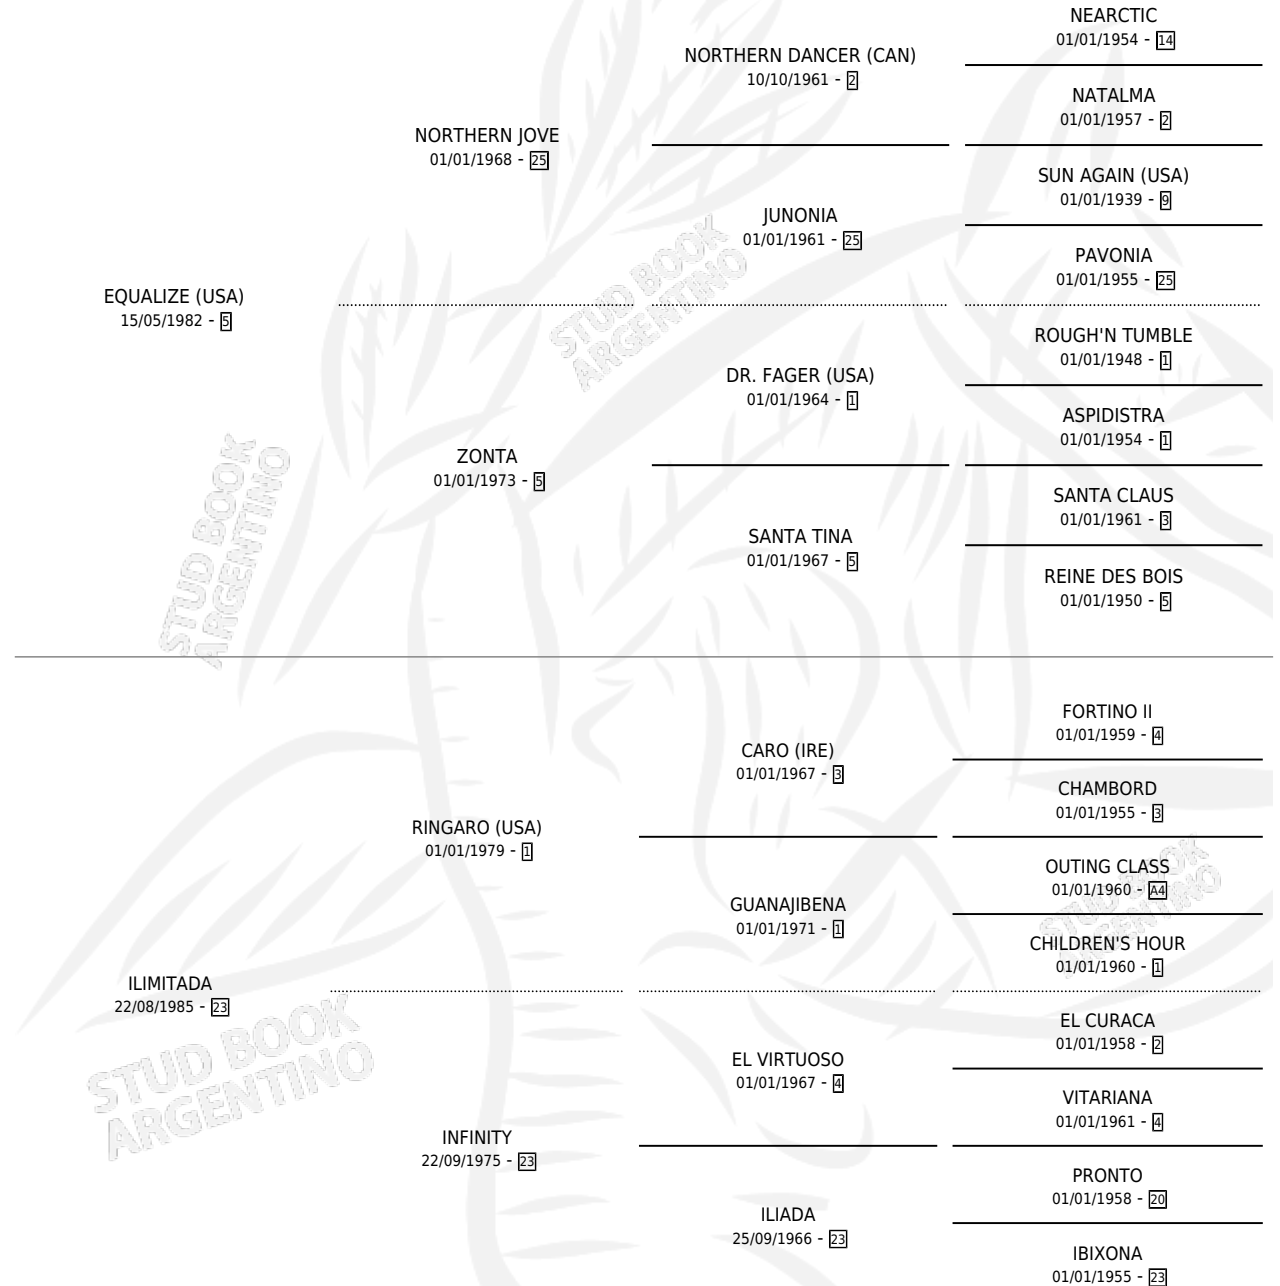 NEARCTIC
01/01/1954 - 14
NORTHERN DANCER (CAN)
10/10/1961 - 2
NATALMA
01/01/1957 - 2
NORTHERN JOVE
01/01/1968 - 25
SUN AGAIN (USA)
01/01/1939 - 9
JUNONIA
01/01/1961 - 25
PAVONIA
01/01/1955 - 25
EQUALIZE (USA)
15/05/1982 - 5
STUD BOOK
ARGENTINO
ROUGH'N TUMBLE
01/01/1948 - 1
DR. FAGER (USA)
01/01/1964 - 1
ASPIDISTRA
01/01/1954 - 1
ZONTA
01/01/1973 - 5
SANTA CLAUS
01/01/1961 - 3
SANTA TINA
01/01/1967 - 5
REINE DES BOIS
01/01/1950 - 5
STUD BOOK
ARGENTINO
FORTINO II
01/01/1959 - 4
CARO (IRE)
01/01/1967 - 3
CHAMBORD
01/01/1955 - 3
RINGARO (USA)
01/01/1979 - 1
OUTING CLASS
01/01/1960 - A4
GUANAJIBENA
01/01/1971 - 1
STUD BOOK
ARGENTINO
CHILDREN'S HOUR
01/01/1960 - 1
ILIMITADA
22/08/1985 - 23
EL CURACA
01/01/1958 - 2
EL VIRTUOSO
01/01/1967 - 4
STUD BOOK
ARGENTINO
VITARIANA
01/01/1961 - 4
INFINITY
22/09/1975 - 23
PRONTO
01/01/1958 - 20
ILIADA
25/09/1966 - 23
IBIXONA
01/01/1955 - 23